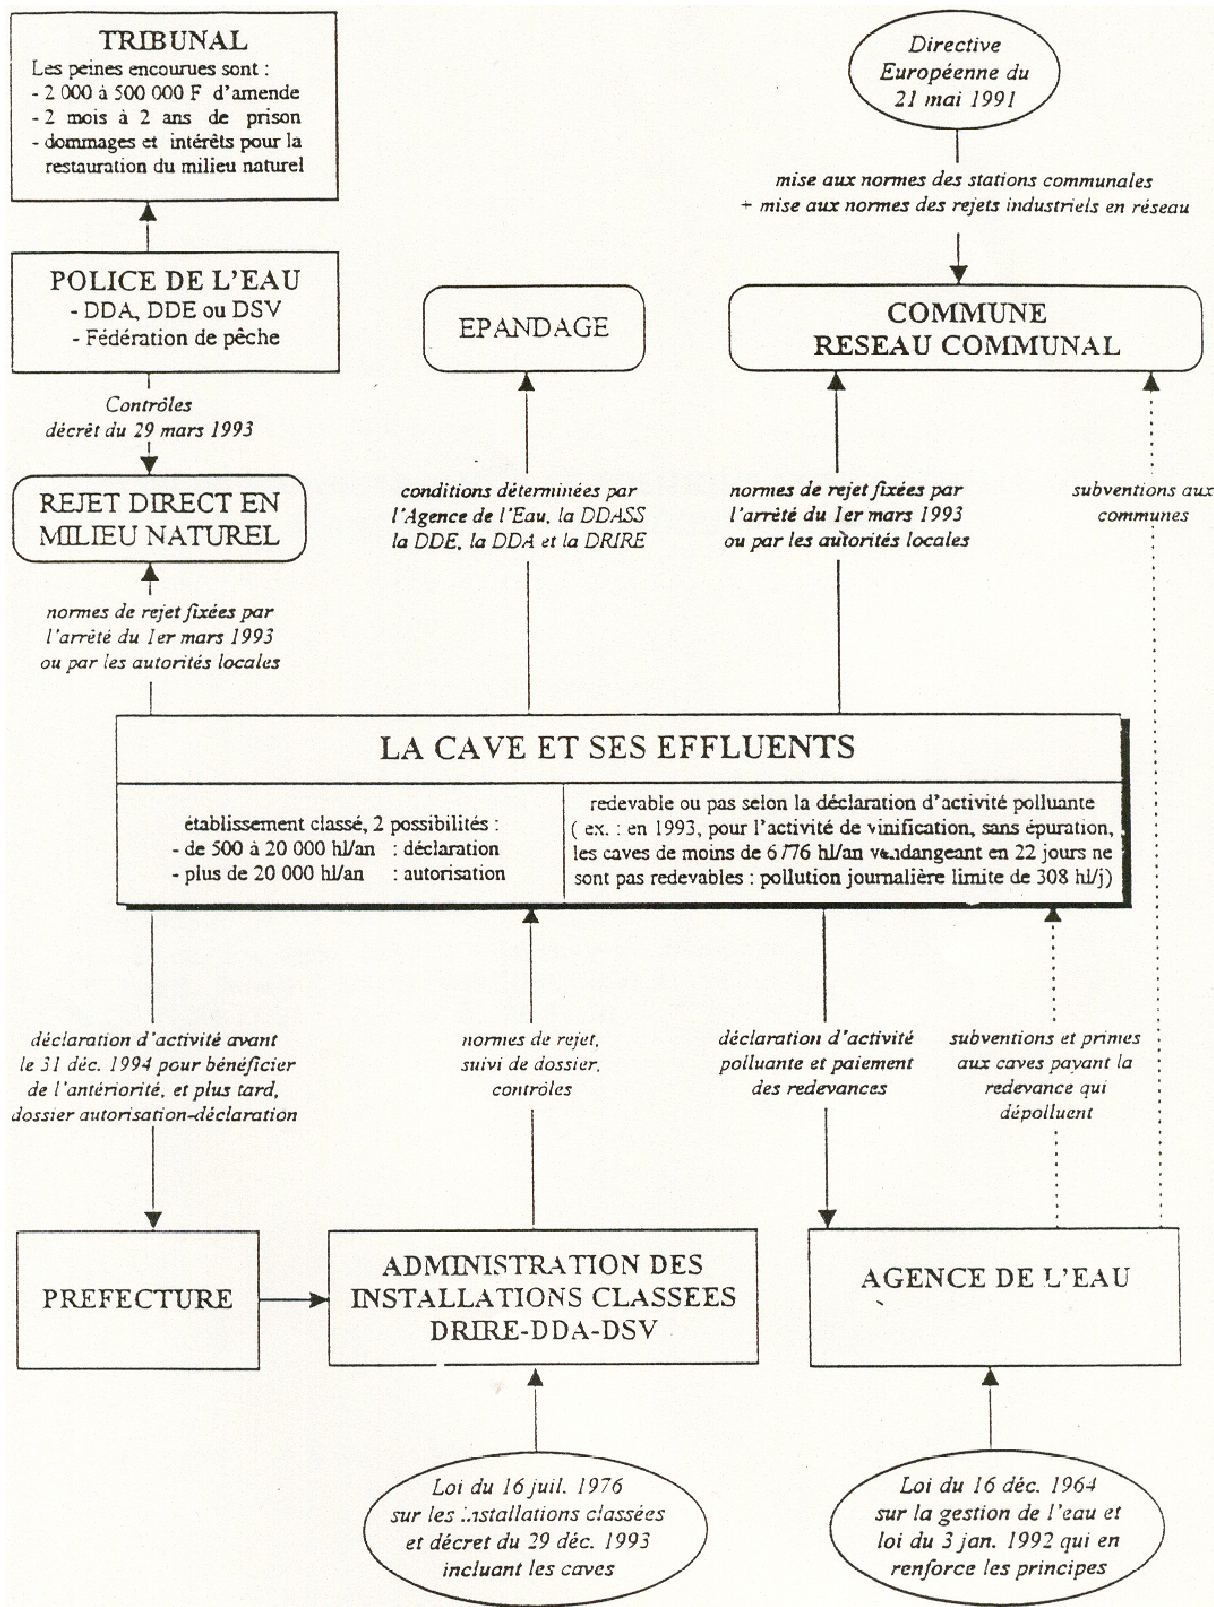 TRIBUNAL
Les peines encourues sont :
- 2 000 à 500 000 F d'amende
- 2 mois à 2 ans de prison
- dommages et intérêts pour la
restauration du milieu naturel
Directive
Européenne du
21 mai 1991
mise aux normes des stations communales
+ mise aux normes des rejets industriels en réseau
POLICE DE L'EAU
- DDA, DDE ou DSV
- Fédération de pêche
EPANDAGE
COMMUNE
RESEAU COMMUNAL
Contrôles
décrêt du 29 mars 1993
REJET DIRECT EN
MILIEU NATUREL
conditions déterminées par
l'Agence de l'Eau, la DDASS
la DDE, la DDA et la DRIRE
normes de rejet fixées par
l'arrêté du 1er mars 1993
ou par les autorités locales
subventions aux
communes
normes de rejet fixées par
l'arrêté du 1er mars 1993
ou par les autorités locales
LA CAVE ET SES EFFLUENTS
établissement classé, 2 possibilités :
- de 500 à 20 000 hl/an : déclaration
- plus de 20 000 hl/an : autorisation
redevable ou pas selon la déclaration d'activité polluante
( ex. : en 1993, pour l'activité de vinification, sans épuration,
les caves de moins de 6776 hl/an vendangeant en 22 jours ne
sont pas redevables : pollution journalière limite de 308 hl/j)
déclaration d'activité avant
le 31 déc. 1994 pour bénéficier
de l'antériorité, et plus tard,
dossier autorisation-déclaration
normes de rejet,
suivi de dossier,
contrôles
déclaration d'activité
polluante et paiement
des redevances
subventions et primes
aux caves payant la
redevance qui
dépolluent
PREFECTURE
ADMINISTRATION DES
INSTALLATIONS CLASSEES
DRIRE-DDA-DSV
AGENCE DE L'EAU
Loi du 16 juil. 1976
sur les installations classées
et décret du 29 déc. 1993
incluant les caves
Loi du 16 déc. 1964
sur la gestion de l'eau et
loi du 3 jan. 1992 qui en
renforce les principes